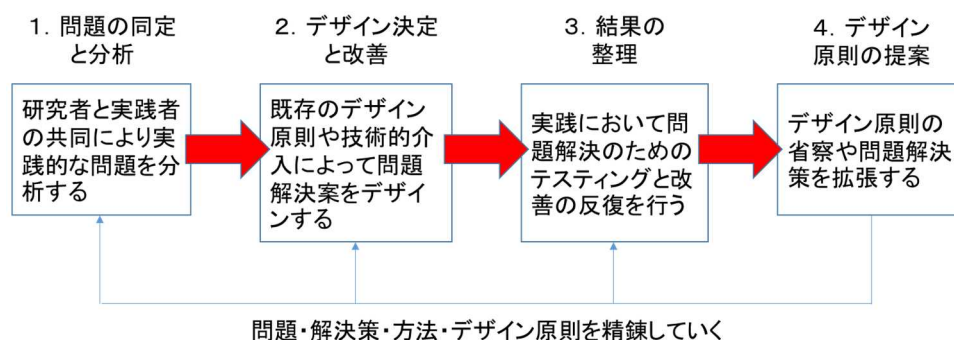 1．問題の同定
と分析
2．デザイン決定
と改善
3．結果の
整理
4．デザイン
原則の提案
研究者と実践者
の共同により実
践的な問題を分
析する
既存のデザイン
原則や技術的介
入によって問題
解決案をデザイ
ンする
実践において問
題解決のための
テスティングと改
善の反復を行う
デザイン原則の
省察や問題解決
策を拡張する
問題・解決策・方法・デザイン原則を精錬していく